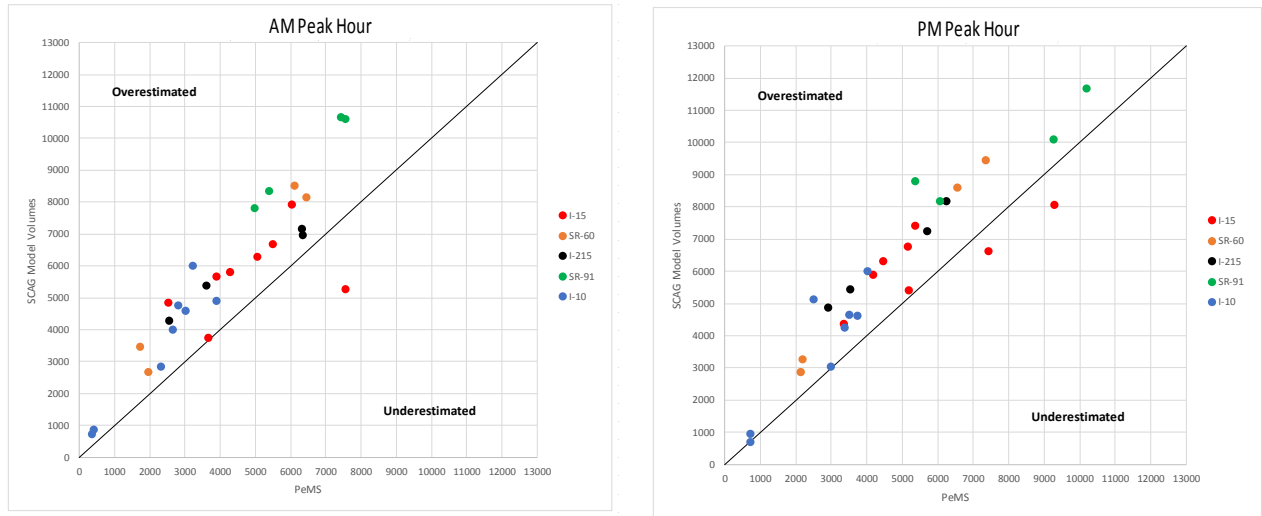 AM Peak Hour
13000
12000
11000
10000
9000
8000
7000
6000
5000
4000
3000
2000
1000
0
SCAG Model Volumes
Overestimated
Underestimated
0 1000 2000 3000 4000 5000 6000 7000 8000 9000 10000 11000 12000 13000
PeMS
I-15
SR-60
I-215
SR-91
I-10
PM Peak Hour
13000
12000
11000
10000
9000
8000
7000
6000
5000
4000
3000
2000
1000
0
SCAG Model Volumes
Overestimated
Underestimated
0 1000 2000 3000 4000 5000 6000 7000 8000 9000 10000 11000 12000 13000
PeMS
I-15
SR-60
I-215
SR-91
I-10